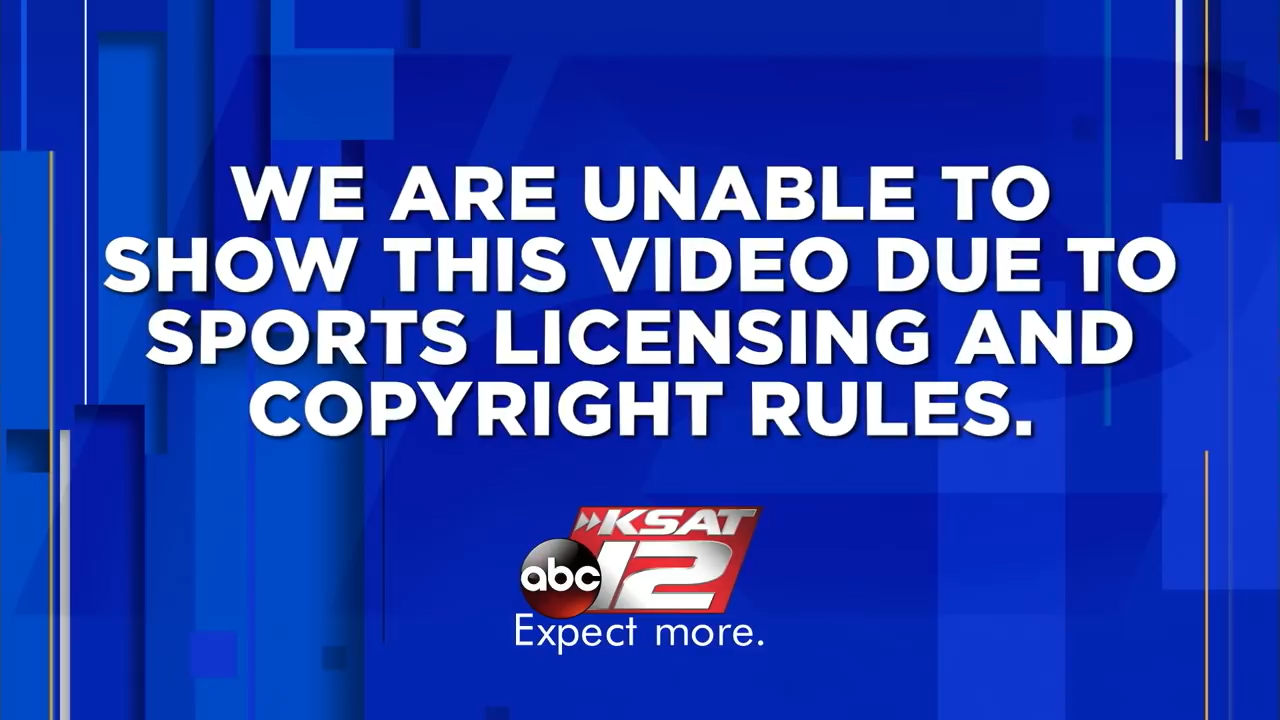 WE ARE UNABLE TO
SHOW THIS VIDEO DUE TO
SPORTS LICENSING AND
COPYRIGHT RULES.
KSAT
abc 12
Expect more.